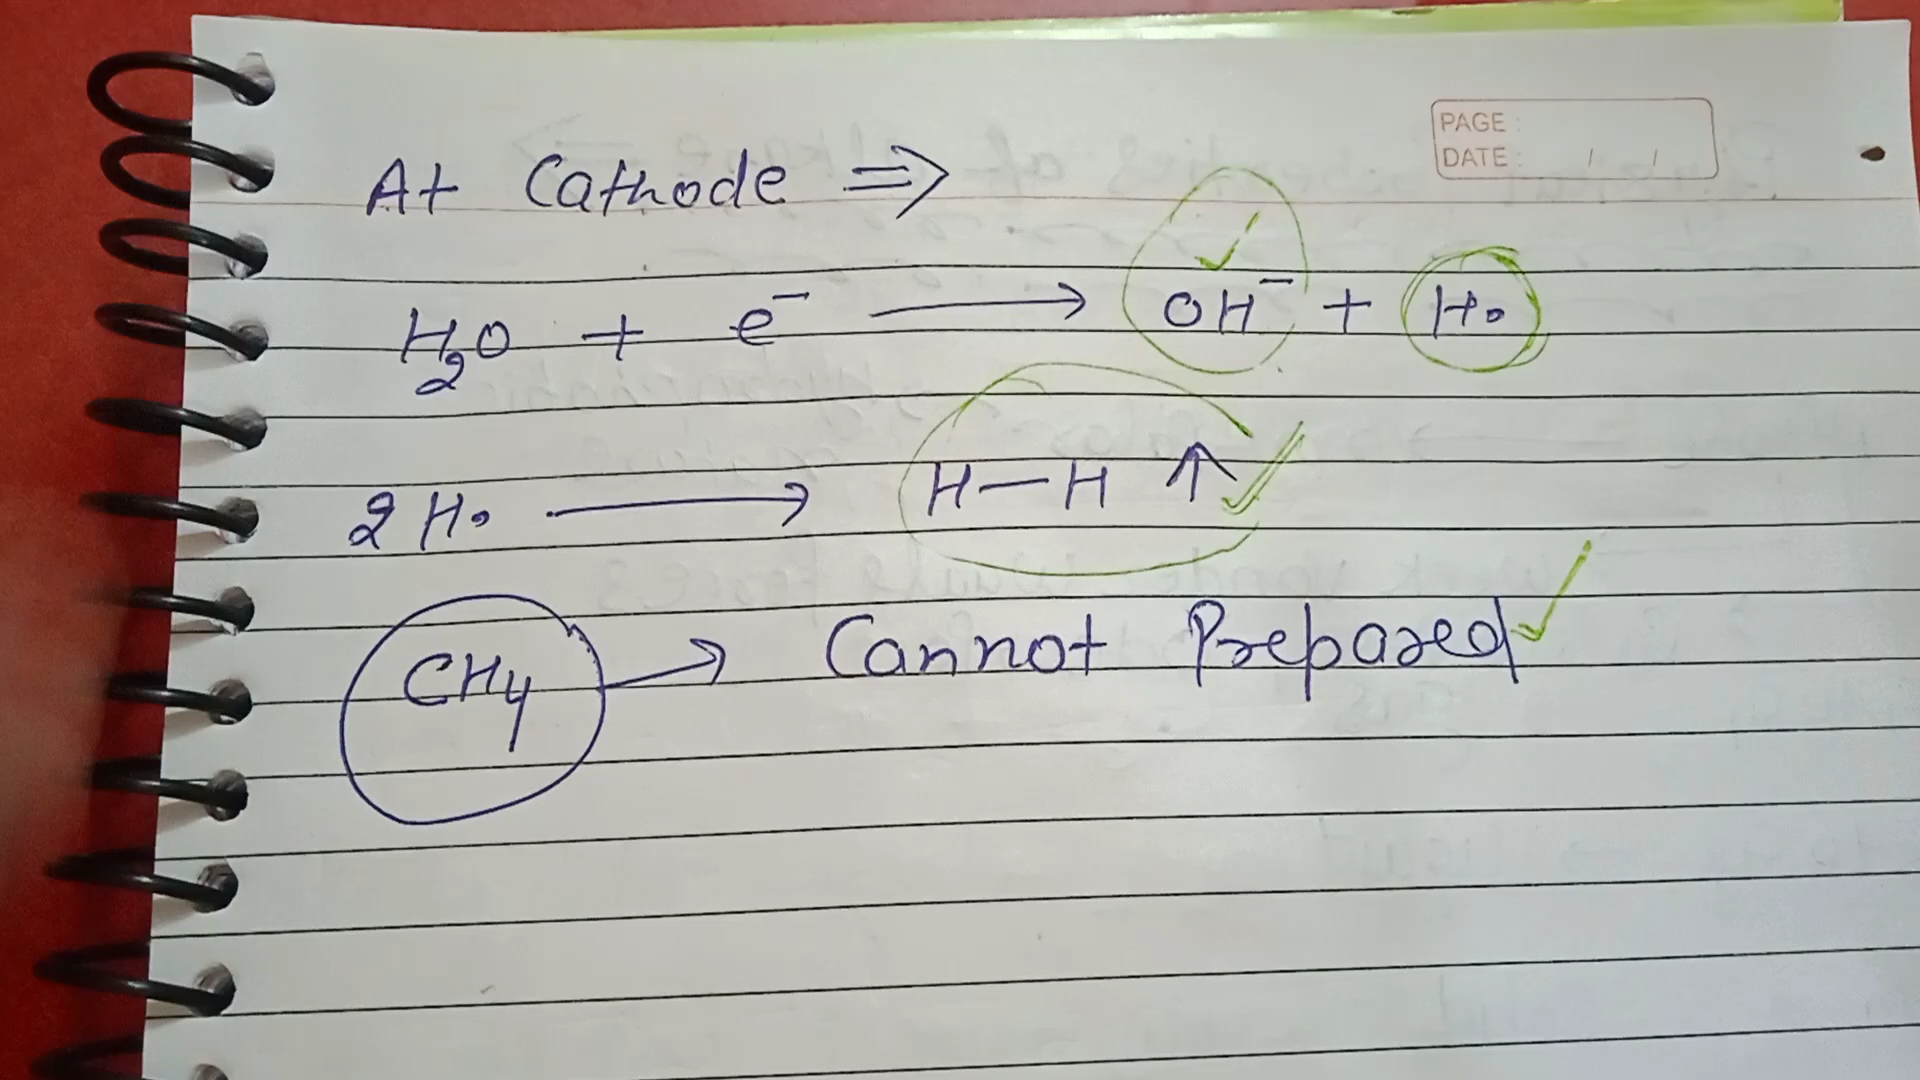 PAGE :
DATE : / /
At Cathode ⇒
H₂O + e⁻ ⟶ OH⁻ + H•
2H• ⟶ H—H ↑
CH₄ → Cannot Prepared